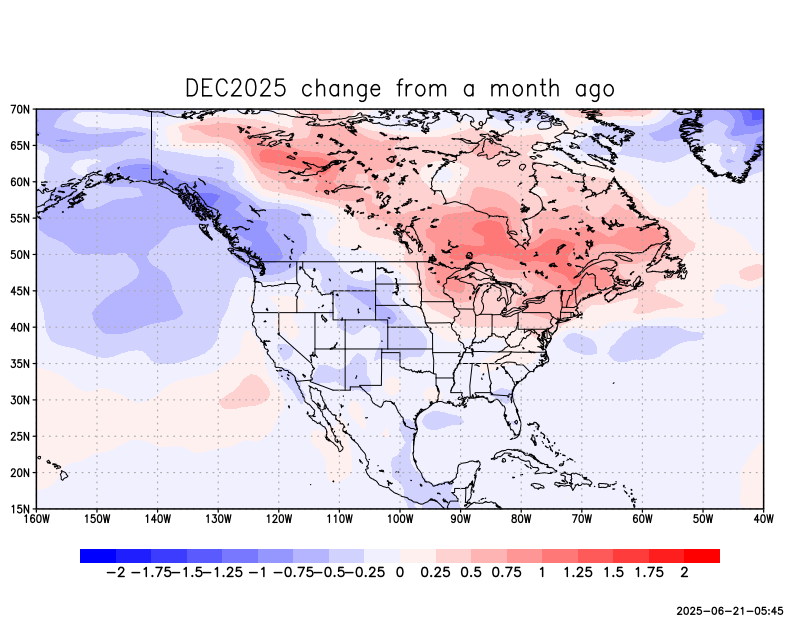 DEC2025 change from a month ago
70N
65N
60N
55N
50N
45N
40N
35N
30N
25N
20N
15N
160W 150W 140W 130W 120W 110W 100W 90W 80W 70W 60W 50W 40W
-2 -1.75 -1.5 -1.25 -1 -0.75 -0.5 -0.25 0 0.25 0.5 0.75 1 1.25 1.5 1.75 2
2025-06-21-05:45